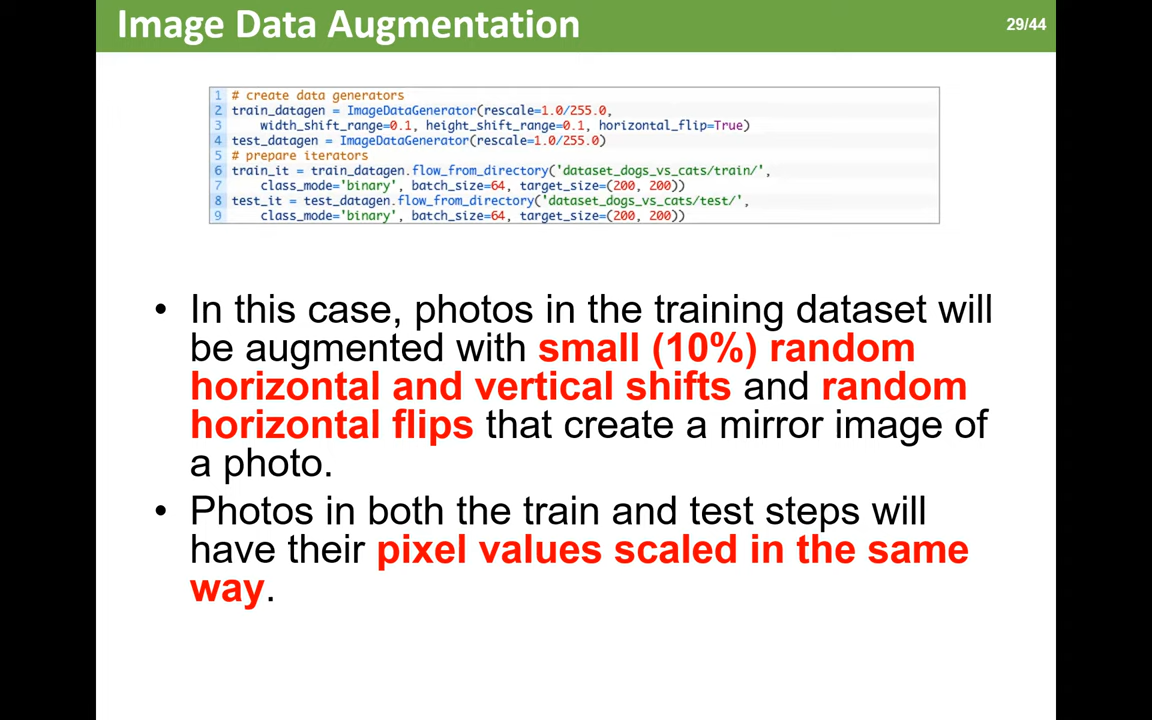 Image Data Augmentation
29/44
1 # create data generators
2 train_datagen = ImageDataGenerator(rescale=1.0/255.0,
3 width_shift_range=0.1, height_shift_range=0.1, horizontal_flip=True)
4 test_datagen = ImageDataGenerator(rescale=1.0/255.0)
5 # prepare iterators
6 train_it = train_datagen.flow_from_directory('dataset_dogs_vs_cats/train/',
7 class_mode='binary', batch_size=64, target_size=(200, 200))
8 test_it = test_datagen.flow_from_directory('dataset_dogs_vs_cats/test/',
9 class_mode='binary', batch_size=64, target_size=(200, 200))
• In this case, photos in the training dataset will
be augmented with small (10%) random
horizontal and vertical shifts and random
horizontal flips that create a mirror image of
a photo.
• Photos in both the train and test steps will
have their pixel values scaled in the same
way.